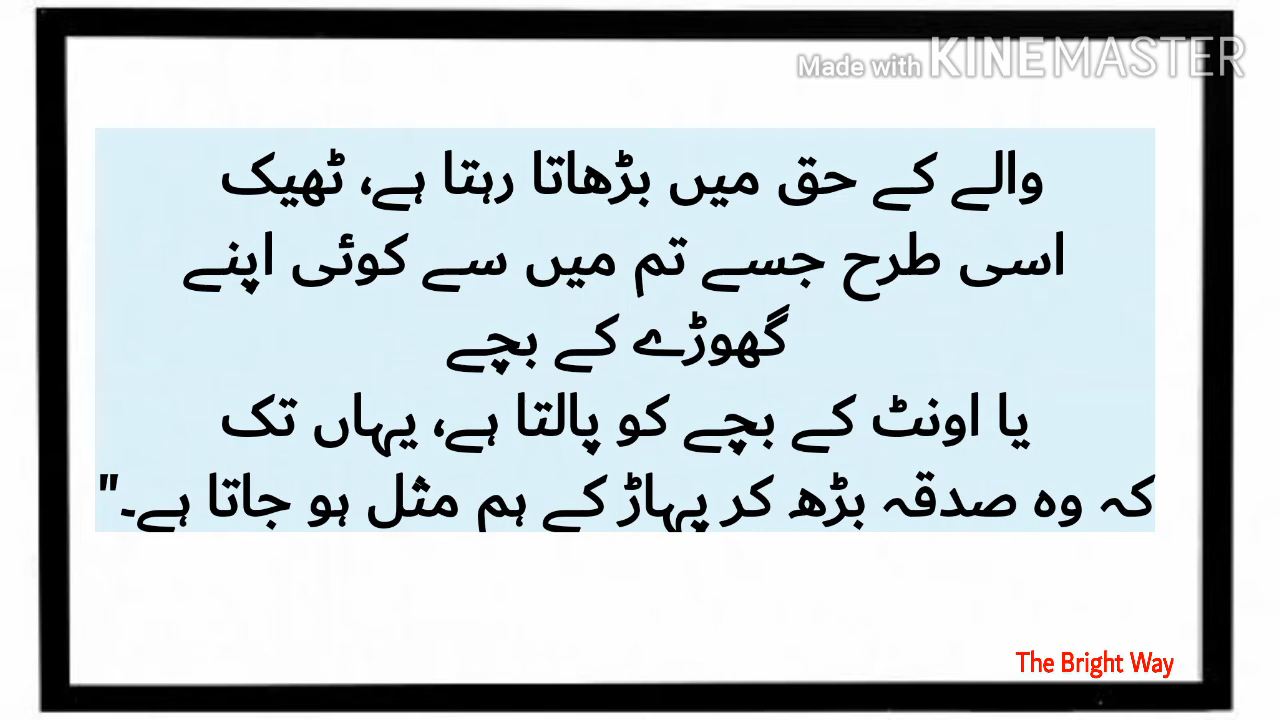 Made with KINEMASTER
والے کے حق میں بڑھاتا رہتا ہے، ٹھیک
اسی طرح جسے تم میں سے کوئی اپنے
گھوڑے کے بچے
یا اونٹ کے بچے کو پالتا ہے، یہاں تک
کہ وہ صدقہ بڑھ کر پہاڑ کے ہم مثل ہو جاتا ہے۔"
The Bright Way